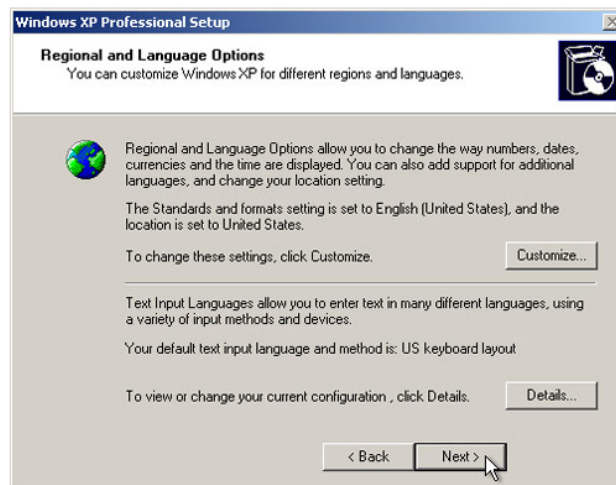 Windows XP Professional Setup
Regional and Language Options
You can customize Windows XP for different regions and languages.
Regional and Language Options allow you to change the way numbers, dates,
currencies and the time are displayed. You can also add support for additional
languages, and change your location setting.
The Standards and formats setting is set to English (United States), and the
location is set to United States.
To change these settings, click Customize.
Customize...
Text Input Languages allow you to enter text in many different languages, using
a variety of input methods and devices.
Your default text input language and method is: US keyboard layout
To view or change your current configuration , click Details.
Details...
< Back
Next >